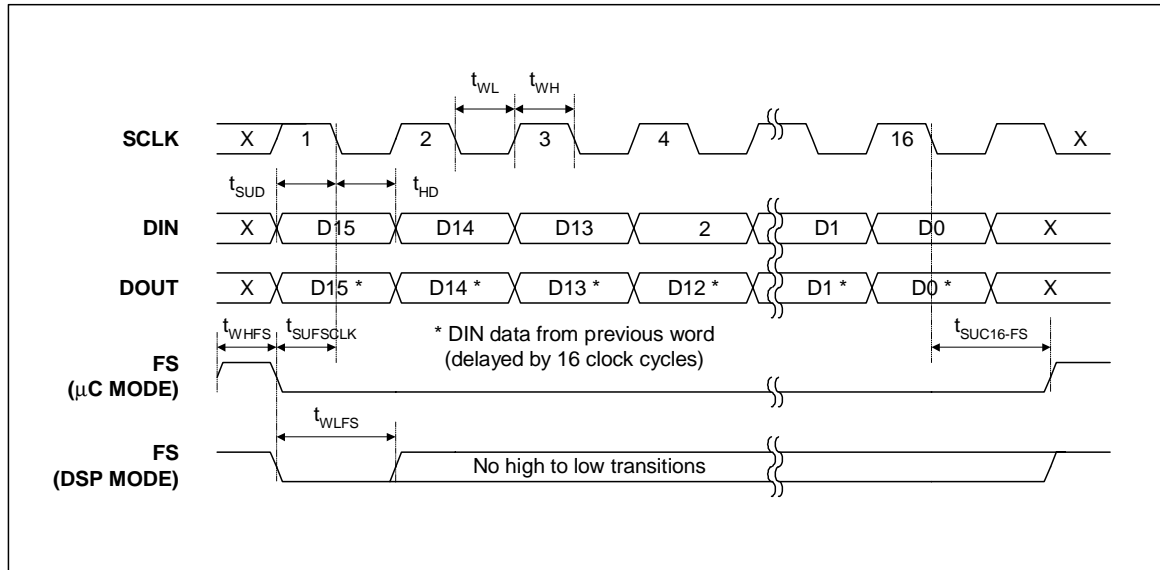 tWL tWH
SCLK X 1 2 3 4 16 X
tSUD tHD
DIN X D15 D14 D13 2 D1 D0 X
DOUT X D15 * D14 * D13 * D12 * D1 * D0 * X
tWHFS tSUFSCLK * DIN data from previous word tSUC16-FS
(delayed by 16 clock cycles)
FS
(µC MODE)
tWLFS
FS
(DSP MODE) No high to low transitions